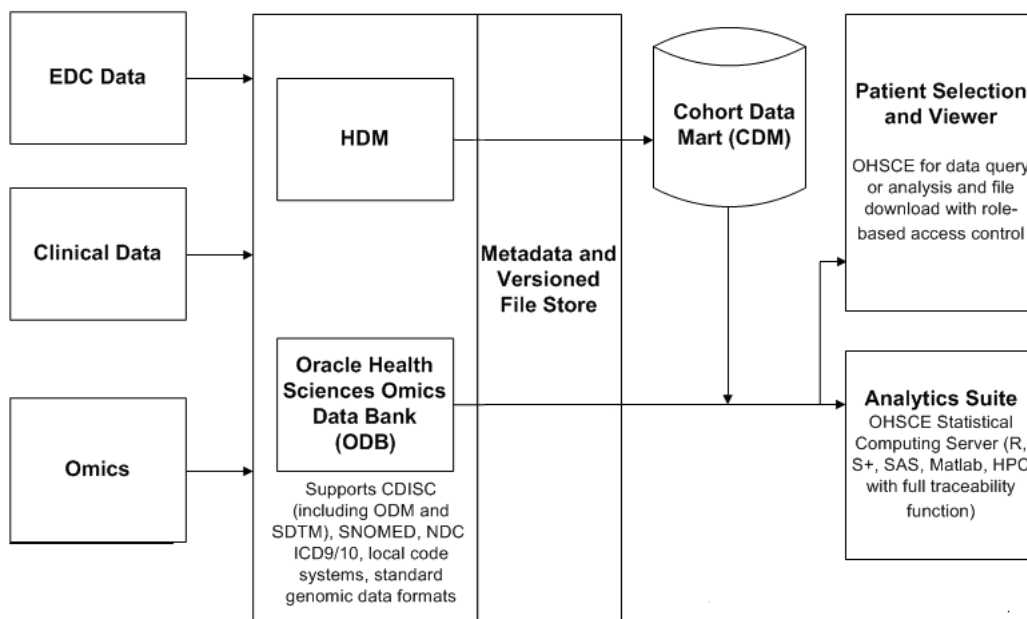 EDC Data
Clinical Data
Omics
HDM
Oracle Health
Sciences Omics
Data Bank
(ODB)
Supports CDISC
(including ODM and
SDTM), SNOMED, NDC
ICD9/10, local code
systems, standard
genomic data formats
Metadata and
Versioned
File Store
Cohort Data
Mart (CDM)
Patient Selection
and Viewer
OHSCE for data query
or analysis and file
download with role-
based access control
Analytics Suite
OHSCE Statistical
Computing Server (R,
S+, SAS, Matlab, HPC
with full traceability
function)